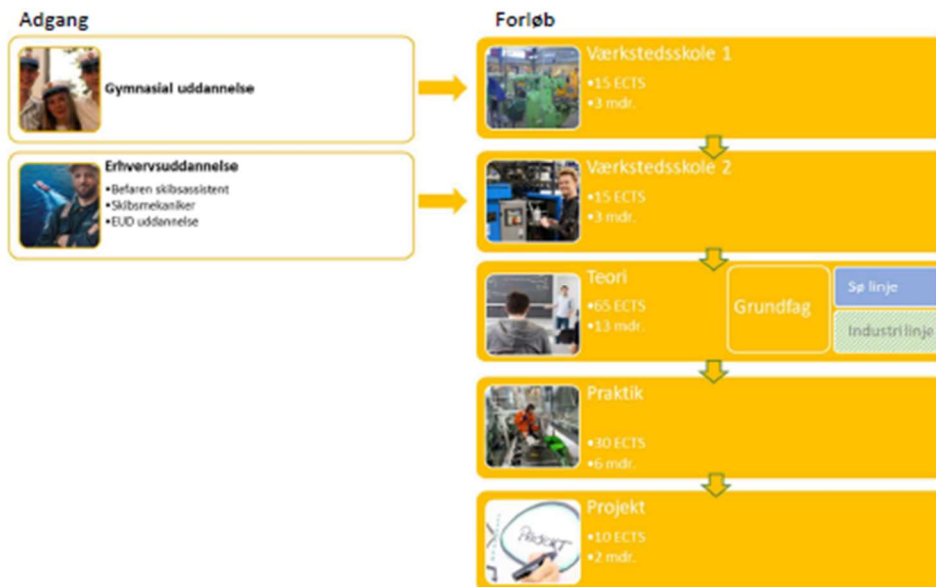 Adgang
Gymnasial uddannelse
Erhvervsuddannelse
•Befaren skibsassistent
•Skibsmekaniker
•EUD uddannelse
Forløb
Værkstedsskole 1
•15 ECTS
•3 mdr.
Værkstedsskole 2
•15 ECTS
•3 mdr.
Teori
•65 ECTS
•13 mdr.
Grundfag
Sø linje
Industri linje
Praktik
•30 ECTS
•6 mdr.
Projekt
•10 ECTS
•2 mdr.
PROJEKT